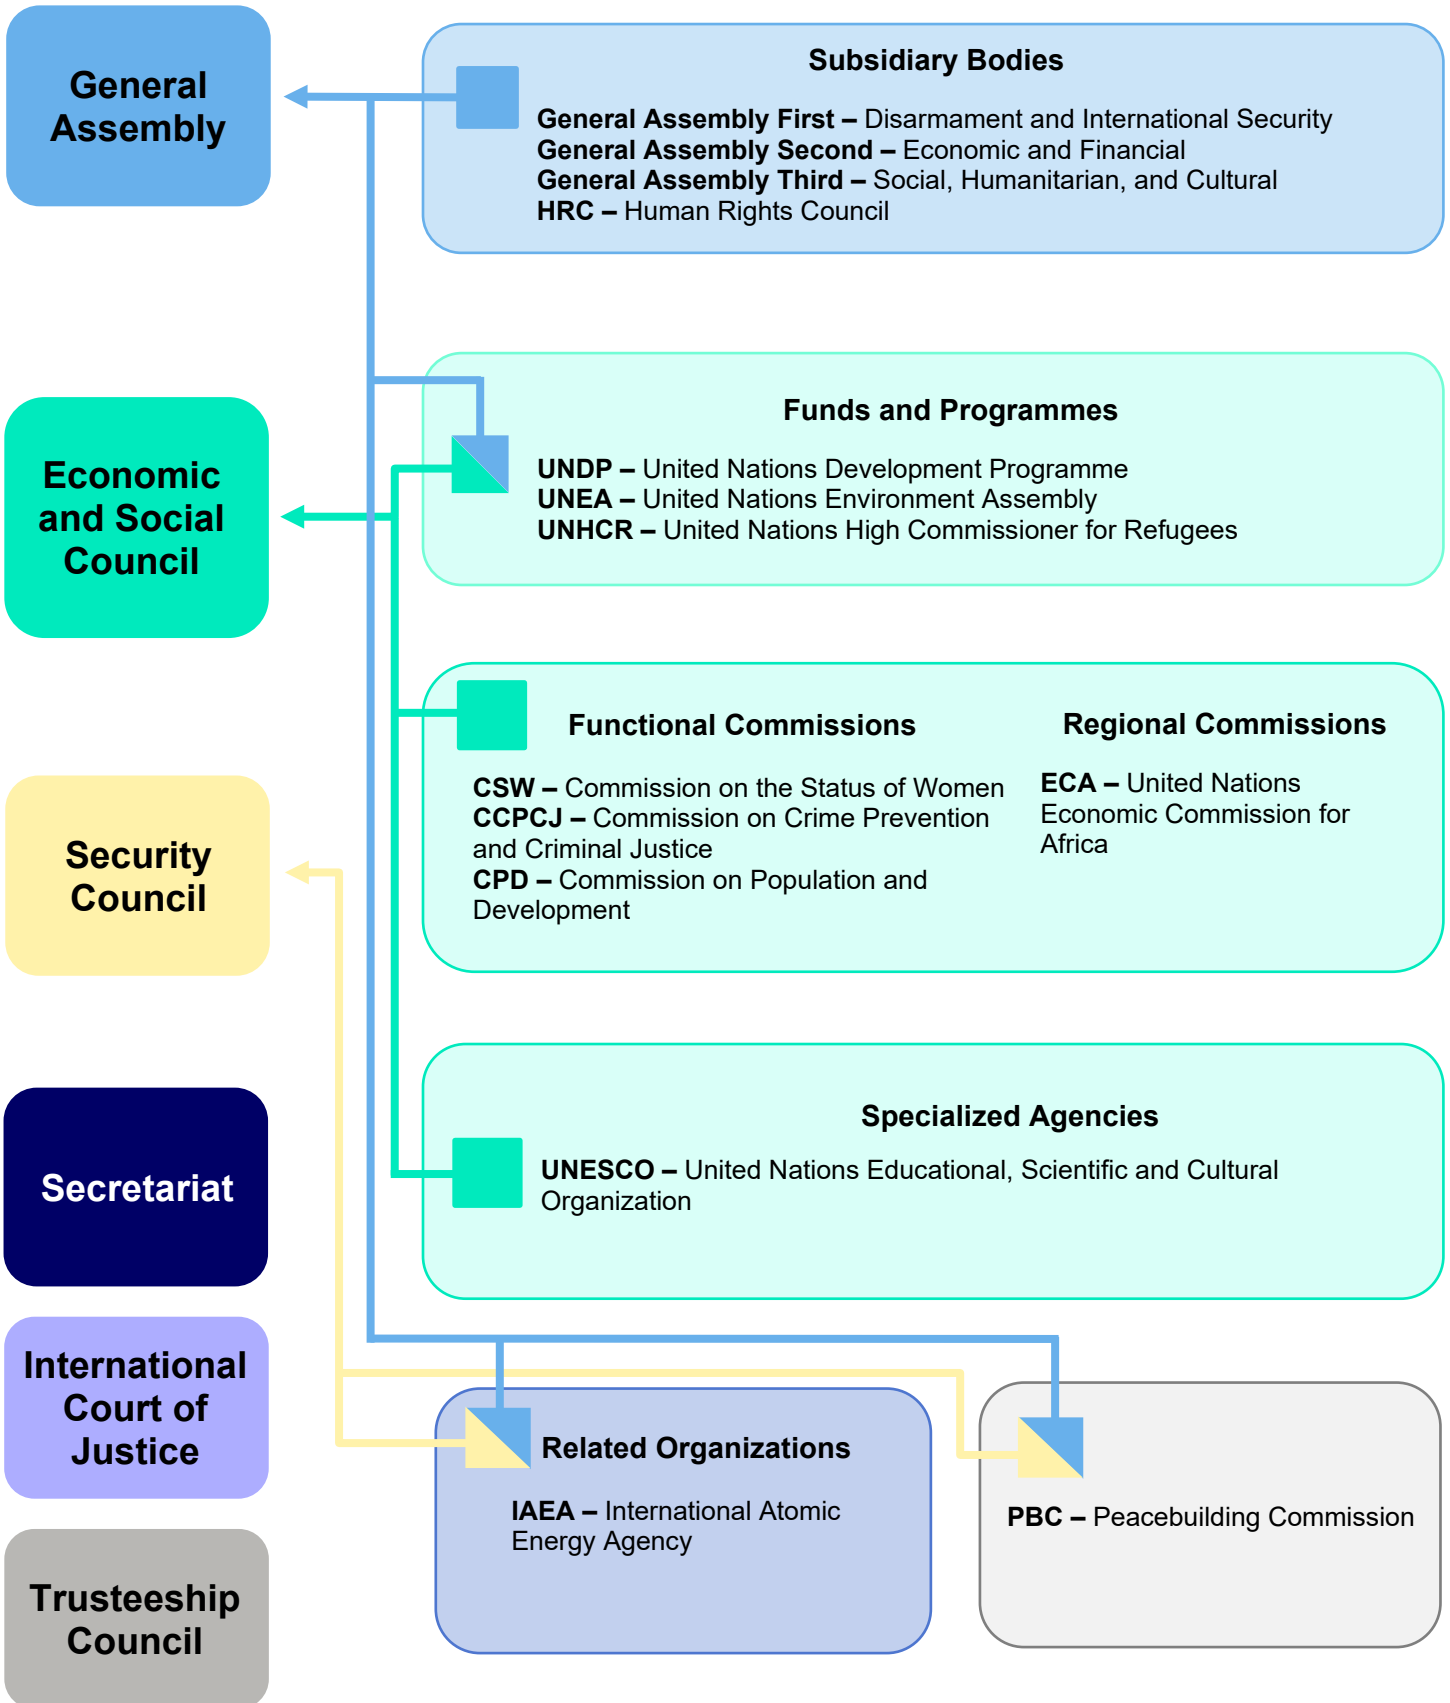 General
Assembly
Subsidiary Bodies
General Assembly First – Disarmament and International Security
General Assembly Second – Economic and Financial
General Assembly Third – Social, Humanitarian, and Cultural
HRC – Human Rights Council
Economic
and Social
Council
Funds and Programmes
UNDP – United Nations Development Programme
UNEA – United Nations Environment Assembly
UNHCR – United Nations High Commissioner for Refugees
Functional Commissions
CSW – Commission on the Status of Women
CCPCJ – Commission on Crime Prevention
and Criminal Justice
CPD – Commission on Population and
Development
Regional Commissions
ECA – United Nations
Economic Commission for
Africa
Security
Council
Specialized Agencies
UNESCO – United Nations Educational, Scientific and Cultural
Organization
Secretariat
International
Court of
Justice
Related Organizations
IAEA – International Atomic
Energy Agency
PBC – Peacebuilding Commission
Trusteeship
Council